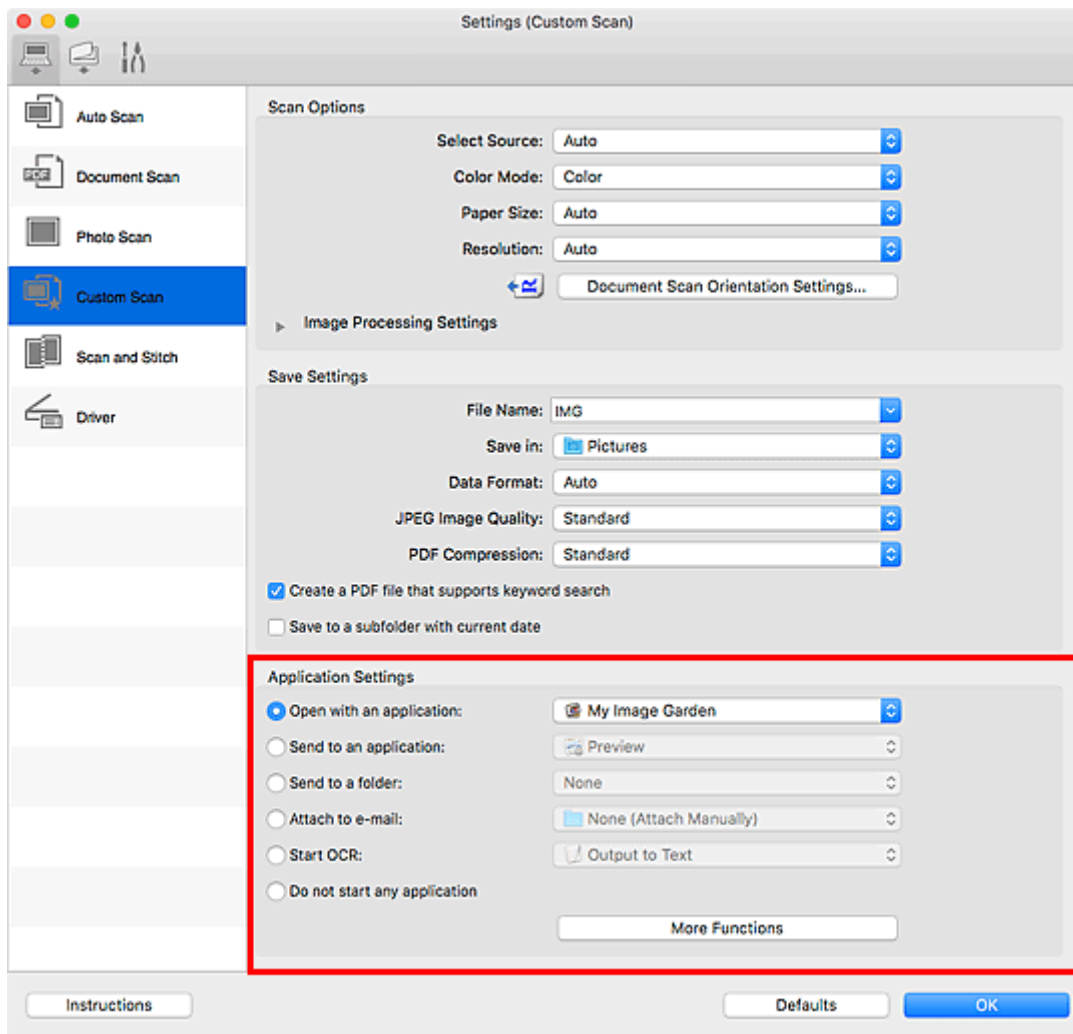 Settings (Custom Scan)
Auto Scan
PDF
Document Scan
Photo Scan
Custom Scan
Scan and Stitch
Driver
Scan Options
Select Source: Auto
Color Mode: Color
Paper Size: Auto
Resolution: Auto
Document Scan Orientation Settings...
Image Processing Settings
Save Settings
File Name: IMG
Save in: Pictures
Data Format: Auto
JPEG Image Quality: Standard
PDF Compression: Standard
Create a PDF file that supports keyword search
Save to a subfolder with current date
Application Settings
Open with an application: My Image Garden
Send to an application: Preview
Send to a folder: None
Attach to e-mail: None (Attach Manually)
Start OCR: Output to Text
Do not start any application
More Functions
Instructions Defaults OK